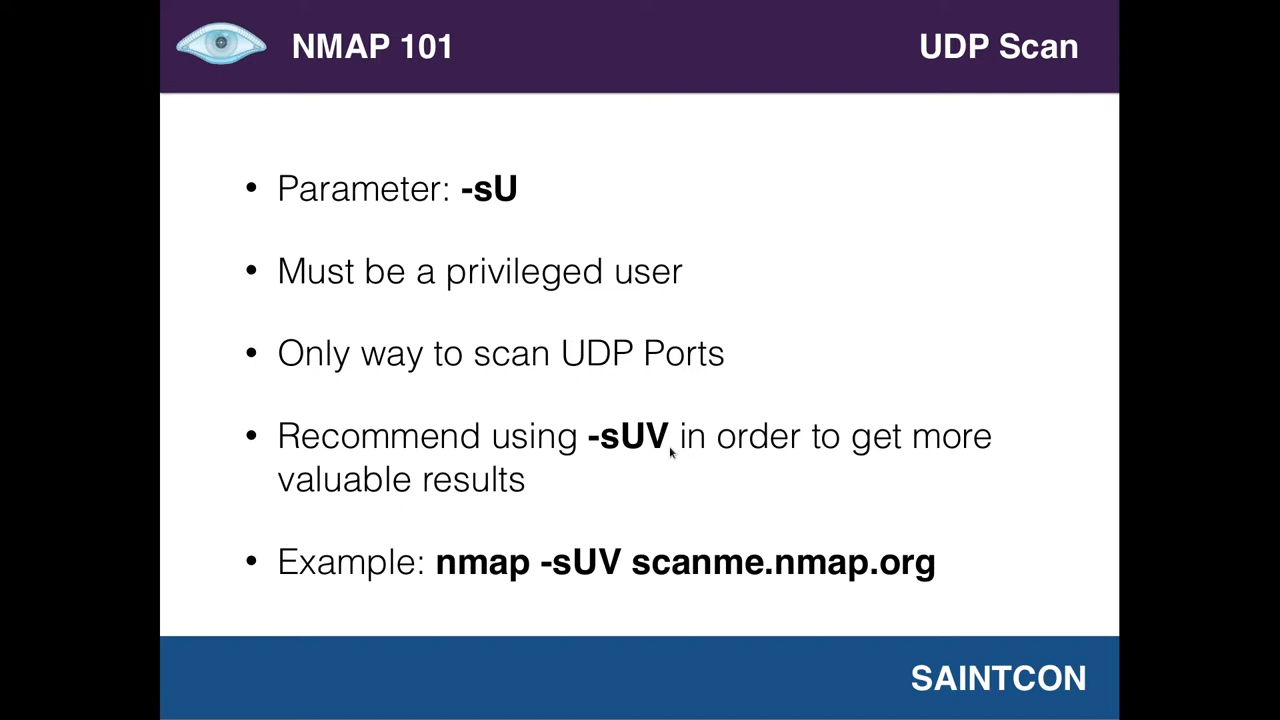 NMAP 101
UDP Scan
• Parameter: -sU
• Must be a privileged user
• Only way to scan UDP Ports
• Recommend using -sUV in order to get more
valuable results
• Example: nmap -sUV scanme.nmap.org
SAINTCON